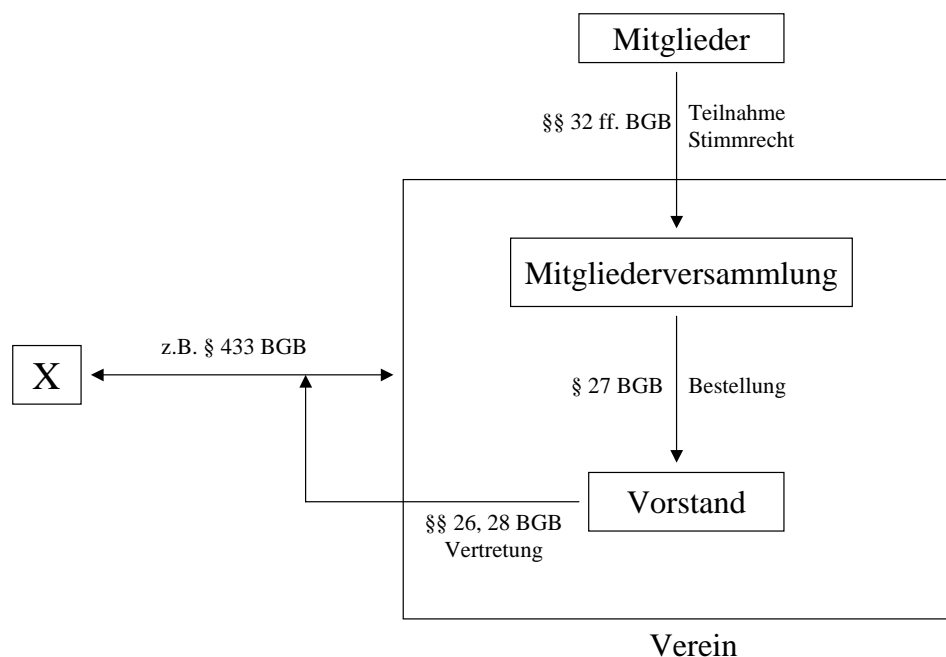 Mitglieder
§§ 32 ff. BGB
Teilnahme
Stimmrecht
Mitgliederversammlung
z.B. § 433 BGB
X
§ 27 BGB
Bestellung
Vorstand
§§ 26, 28 BGB
Vertretung
Verein